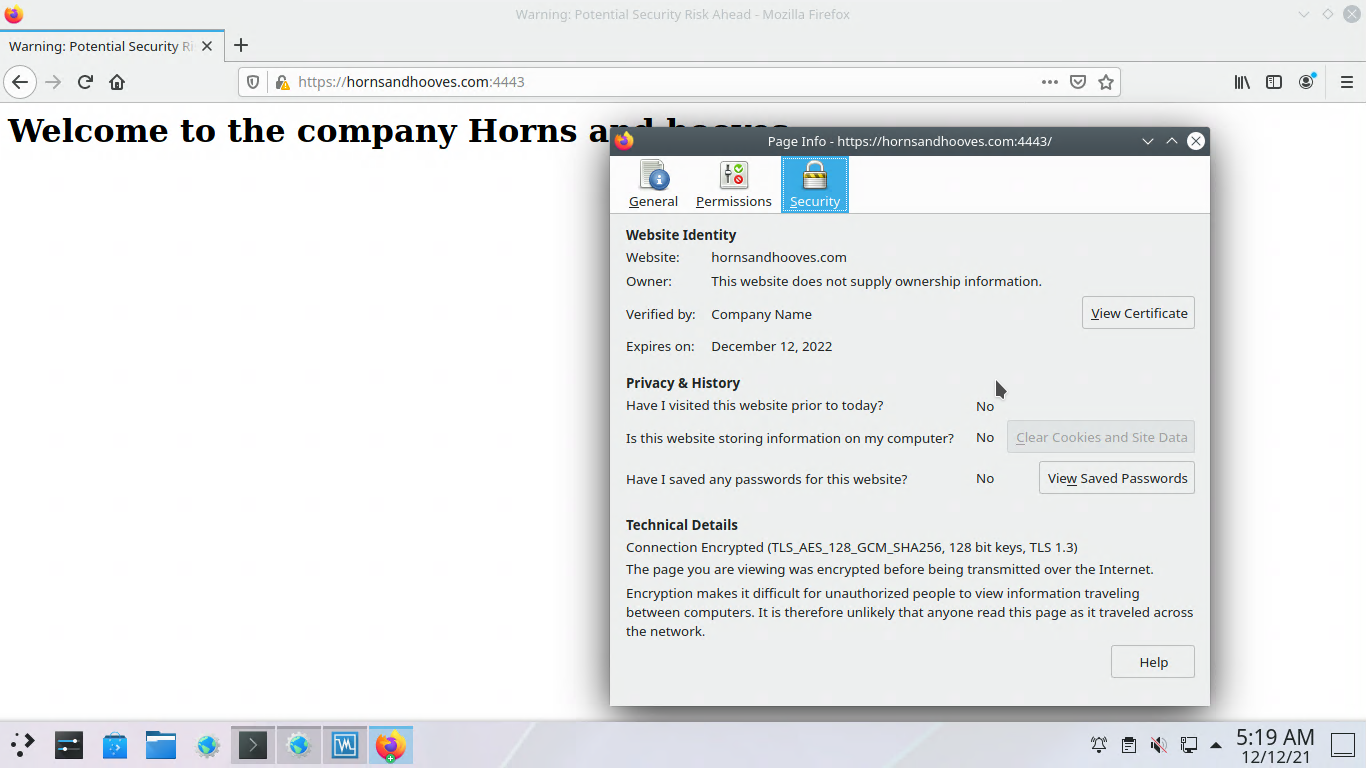 Warning: Potential Security Risk Ahead - Mozilla Firefox
Warning: Potential Security Ri
https://hornsandhooves.com:4443
Welcome to the company Horns and hooves
Page Info - https://hornsandhooves.com:4443/
General Permissions Security
Website Identity
Website: hornsandhooves.com
Owner: This website does not supply ownership information.
Verified by: Company Name View Certificate
Expires on: December 12, 2022
Privacy & History
Have I visited this website prior to today? No
Is this website storing information on my computer? No Clear Cookies and Site Data
Have I saved any passwords for this website? No View Saved Passwords
Technical Details
Connection Encrypted (TLS_AES_128_GCM_SHA256, 128 bit keys, TLS 1.3)
The page you are viewing was encrypted before being transmitted over the Internet.
Encryption makes it difficult for unauthorized people to view information traveling
between computers. It is therefore unlikely that anyone read this page as it traveled across
the network.
Help
5:19 AM
12/12/21